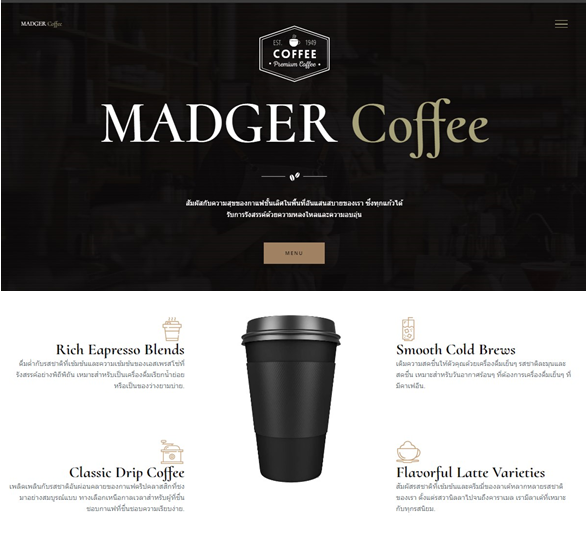 MADGER Coffee
EST. 1949
COFFEE
Premium Coffee
MADGER Coffee
สัมผัสกับความสุขของกาแฟชั้นเลิศในพื้นที่อันแสนสบายของเรา ซึ่งทุกแก้วได้
รับการรังสรรค์ด้วยความหลงใหลและความอบอุ่น
MENU
Rich Eapresso Blends
ดื่มด่ำกับรสชาติที่เข้มข้นและความเข้มข้นของเอสเพรสโซที่
รังสรรค์อย่างพิถีพิถัน เหมาะสำหรับเป็นเครื่องดื่มเรียกน้ำย่อย
หรือเป็นของว่างยามบ่าย.
Smooth Cold Brews
เติมความสดชื่นให้ตัวคุณด้วยเครื่องดื่มเย็นๆ รสชาติละมุนและ
สดชื่น เหมาะสำหรับวันอากาศร้อนๆ ที่ต้องการเครื่องดื่มเย็นๆ ที่
มีคาเฟอีน.
Classic Drip Coffee
เพลิดเพลินกับรสชาติอันผ่อนคลายของกาแฟดริปคลาสสิกที่ชง
มาอย่างสมบูรณ์แบบ ทางเลือกเหนือกาลเวลาสำหรับผู้ที่ชื่น
ชอบกาแฟที่ชื่นชอบความเรียบง่าย.
Flavorful Latte Varieties
สัมผัสรสชาติที่เข้มข้นและครีมมี่ของลาเต้หลากหลายรสชาติ
ของเรา ตั้งแต่รสวานิลลาไปจนถึงคาราเมล เรามีลาเต้ที่เหมาะ
กับทุกรสนิยม.